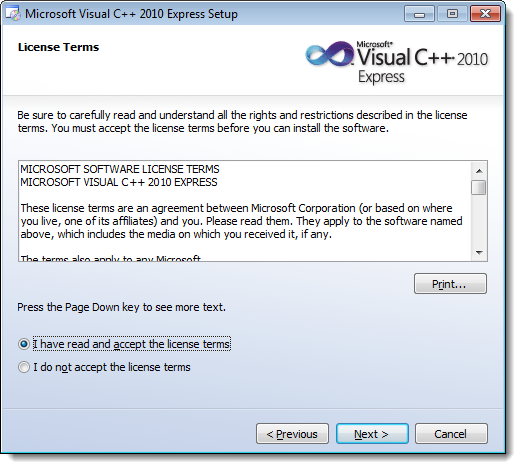 Microsoft Visual C++ 2010 Express Setup
License Terms
Microsoft®
Visual C++ 2010
Express
Be sure to carefully read and understand all the rights and restrictions described in the license
terms. You must accept the license terms before you can install the software.
MICROSOFT SOFTWARE LICENSE TERMS
MICROSOFT VISUAL C++ 2010 EXPRESS
These license terms are an agreement between Microsoft Corporation (or based on where
you live, one of its affiliates) and you. Please read them. They apply to the software named
above, which includes the media on which you received it, if any.
The terms also apply to any Microsoft
Print...
Press the Page Down key to see more text.
I have read and accept the license terms
I do not accept the license terms
< Previous
Next >
Cancel